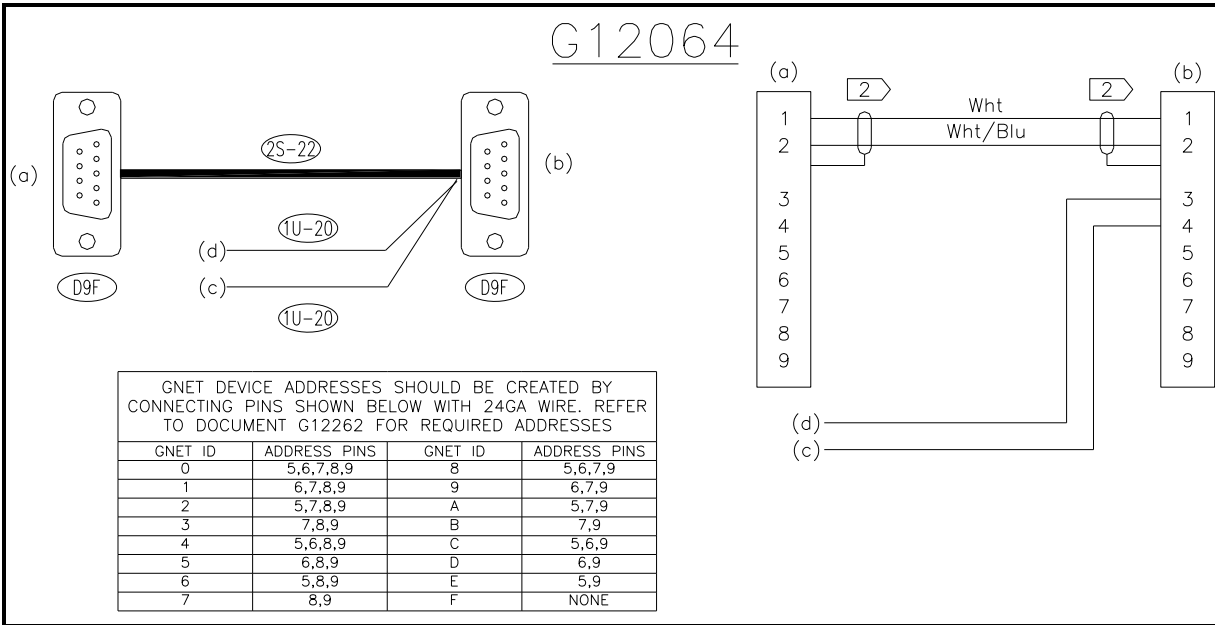 G12064
(a)
2S-22
(b)
1U-20
(d)
(c)
D9F
D9F
1U-20
(a)
(b)
2
2
Wht
Wht/Blu
1
1
2
2
3
3
4
4
5
5
6
6
7
7
8
8
9
9
(d)
(c)
GNET DEVICE ADDRESSES SHOULD BE CREATED BY
CONNECTING PINS SHOWN BELOW WITH 24GA WIRE. REFER
TO DOCUMENT G12262 FOR REQUIRED ADDRESSES
GNET ID ADDRESS PINS GNET ID ADDRESS PINS
0 5,6,7,8,9 8 5,6,7,9
1 6,7,8,9 9 6,7,9
2 5,7,8,9 A 5,7,9
3 7,8,9 B 7,9
4 5,6,8,9 C 5,6,9
5 6,8,9 D 6,9
6 5,8,9 E 5,9
7 8,9 F NONE